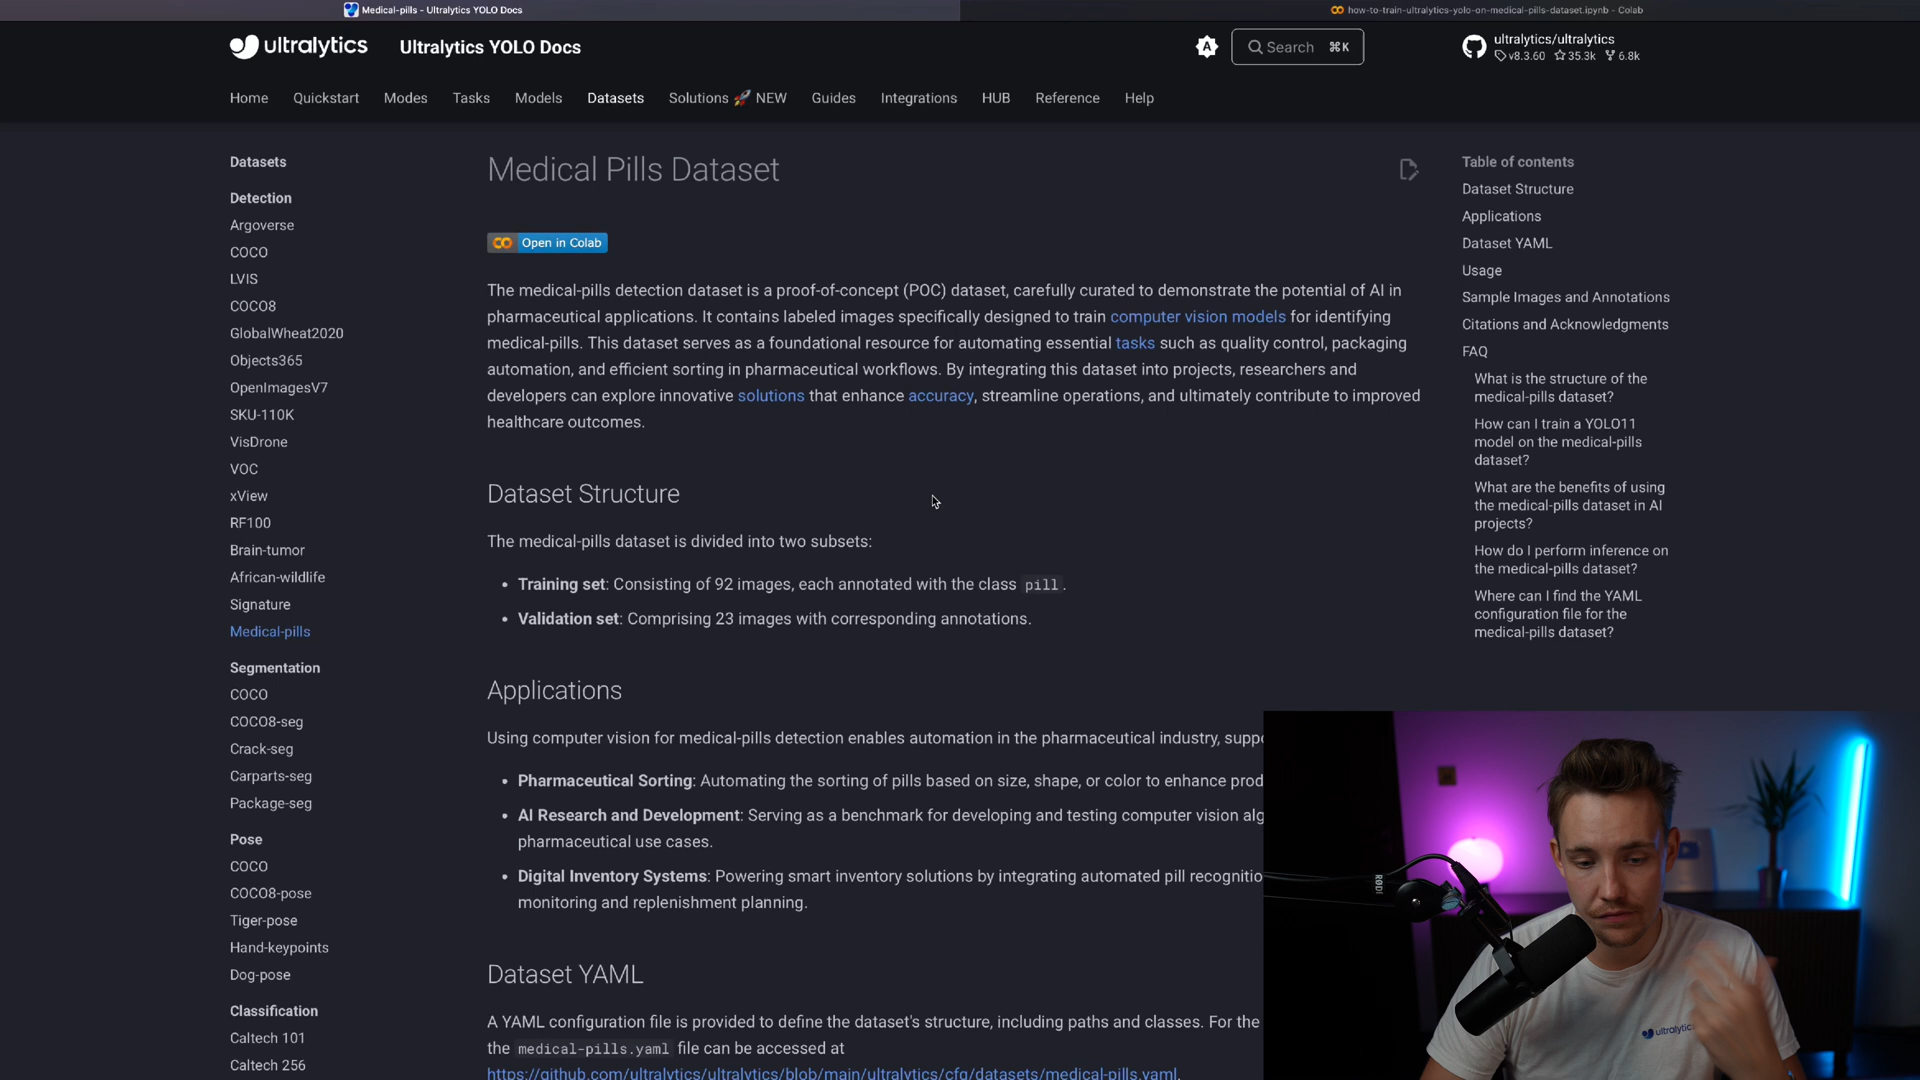 Medical-pills - Ultralytics YOLO Docs
how-to-train-ultralytics-yolo-on-medical-pills-dataset.ipynb - Colab
ultralytics
Ultralytics YOLO Docs
A
Search ⌘K
ultralytics/ultralytics
v8.3.60 35.3k 6.8k
Home Quickstart Modes Tasks Models Datasets Solutions 🚀 NEW Guides Integrations HUB Reference Help
Datasets
Detection
Argoverse
COCO
LVIS
COCO8
GlobalWheat2020
Objects365
OpenImagesV7
SKU-110K
VisDrone
VOC
xView
RF100
Brain-tumor
African-wildlife
Signature
Medical-pills
Segmentation
COCO
COCO8-seg
Crack-seg
Carparts-seg
Package-seg
Pose
COCO
COCO8-pose
Tiger-pose
Hand-keypoints
Dog-pose
Classification
Caltech 101
Caltech 256
Medical Pills Dataset
Open in Colab
The medical-pills detection dataset is a proof-of-concept (POC) dataset, carefully curated to demonstrate the potential of AI in
pharmaceutical applications. It contains labeled images specifically designed to train computer vision models for identifying
medical-pills. This dataset serves as a foundational resource for automating essential tasks such as quality control, packaging
automation, and efficient sorting in pharmaceutical workflows. By integrating this dataset into projects, researchers and
developers can explore innovative solutions that enhance accuracy, streamline operations, and ultimately contribute to improved
healthcare outcomes.
Dataset Structure
The medical-pills dataset is divided into two subsets:
• Training set: Consisting of 92 images, each annotated with the class pill.
• Validation set: Comprising 23 images with corresponding annotations.
Applications
Using computer vision for medical-pills detection enables automation in the pharmaceutical industry, suppo
• Pharmaceutical Sorting: Automating the sorting of pills based on size, shape, or color to enhance prod
• AI Research and Development: Serving as a benchmark for developing and testing computer vision alg
pharmaceutical use cases.
• Digital Inventory Systems: Powering smart inventory solutions by integrating automated pill recognitio
monitoring and replenishment planning.
Dataset YAML
A YAML configuration file is provided to define the dataset's structure, including paths and classes. For the
the medical-pills.yaml file can be accessed at
https://github.com/ultralytics/ultralytics/blob/main/ultralytics/cfg/datasets/medical-pills.yaml.
Table of contents
Dataset Structure
Applications
Dataset YAML
Usage
Sample Images and Annotations
Citations and Acknowledgments
FAQ
What is the structure of the
medical-pills dataset?
How can I train a YOLO11
model on the medical-pills
dataset?
What are the benefits of using
the medical-pills dataset in AI
projects?
How do I perform inference on
the medical-pills dataset?
Where can I find the YAML
configuration file for the
medical-pills dataset?
RØDE
ultralytics